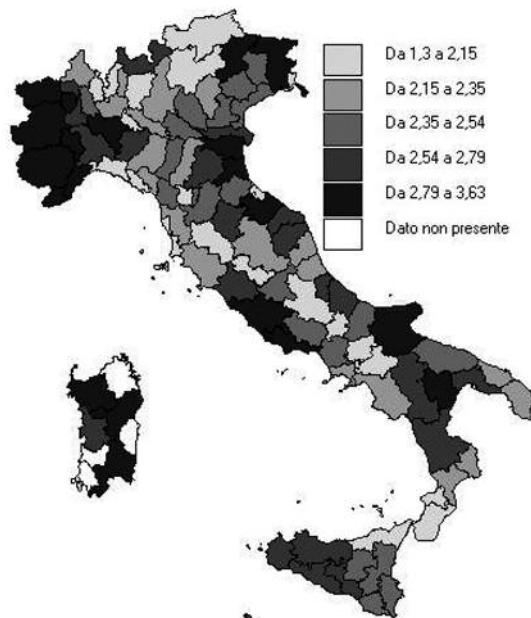 Da 1,3 a 2,15
Da 2,15 a 2,35
Da 2,35 a 2,54
Da 2,54 a 2,79
Da 2,79 a 3,63
Dato non presente